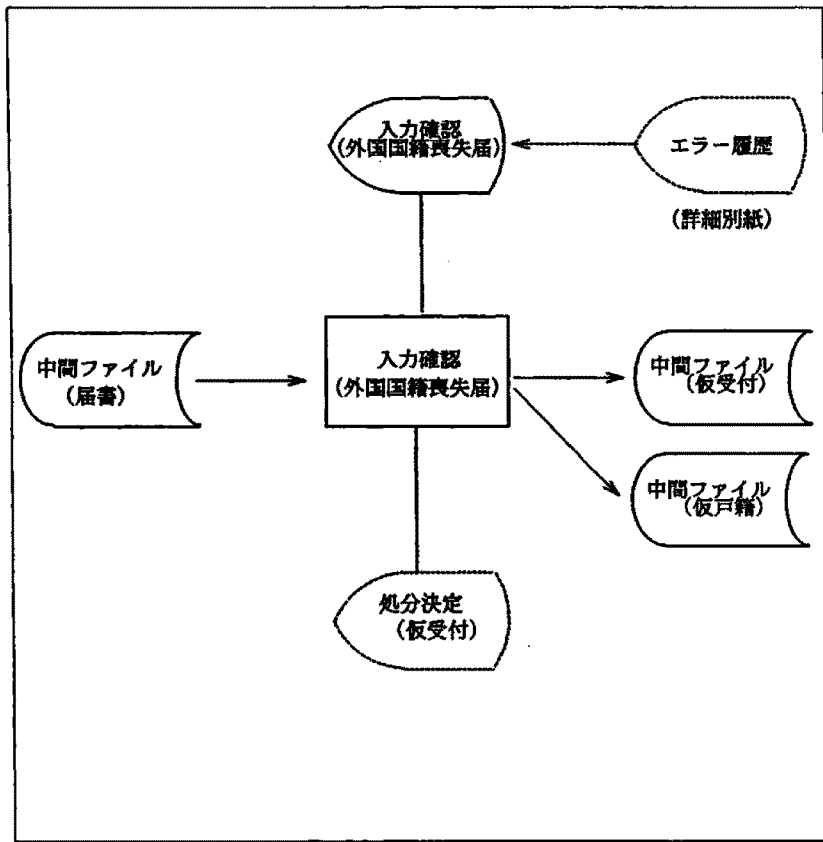 入力確認
(外国国籍喪失届)
エラー履歴
(詳細別紙)
中間ファイル
(届書)
入力確認
(外国国籍喪失届)
中間ファイル
(仮受付)
中間ファイル
(仮戸籍)
処分決定
(仮受付)